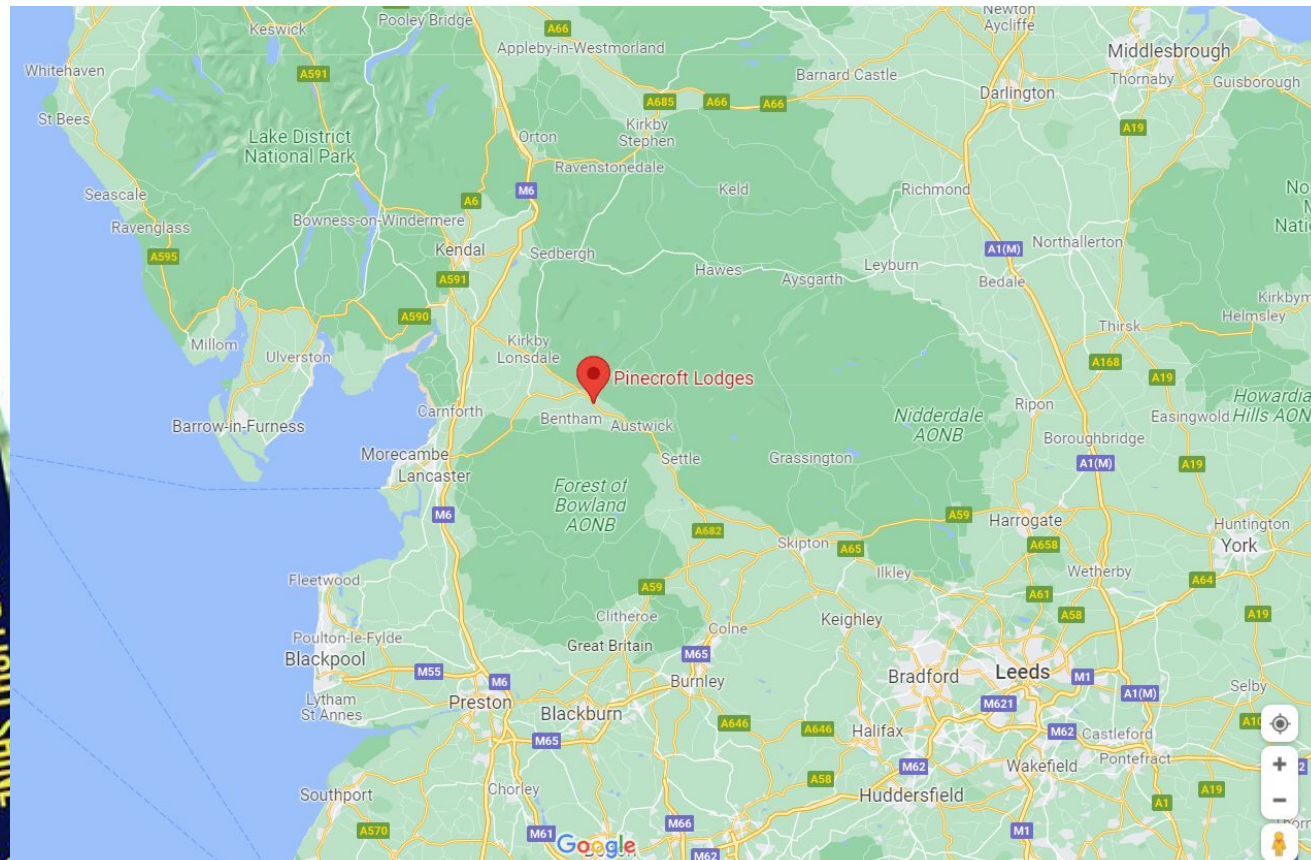 Keswick
Pooley Bridge
A66
Newton
Aycliffe
Appleby-in-Westmorland
Middlesbrough
Whitehaven
A591
Barnard Castle
Thornaby
Guisborough
A685
A66
A66
Darlington
St Bees
Kirkby
Stephen
A19
Lake District
National Park
Orton
Ravenstonedale
M6
Keld
Richmond
Seascale
A6
Ravenglass
Bowness-on-Windermere
Kendal
Sedbergh
A1(M)
Northallerton
A595
Hawes
Aysgarth
Leyburn
A591
Bedale
A590
Helmsley
Millom
Kirkby
Lonsdale
Thirsk
Ulverston
A168
Pinecroft Lodges
A19
Carnforth
Bentham
Austwick
Nidderdale
AONB
Ripon
Easingwold
Barrow-in-Furness
Boroughbridge
Morecambe
Settle
Grassington
A1(M)
A19
Lancaster
Forest of
Bowland
AONB
M6
A59
Harrogate
Huntington
A682
Skipton
A65
A658
York
Fleetwood
Ilkley
Wetherby
A64
A59
A61
Clitheroe
Keighley
A58
A19
Poulton-le-Fylde
Great Britain
Colne
Blackpool
M55
M6
M65
Burnley
Bradford
Leeds
M1
Lytham
St Annes
Preston
Blackburn
M621
A1(M)
Selby
A646
A646
Halifax
M65
M62
Castleford
M62
Wakefield
Pontefract
A58
Southport
Chorley
Huddersfield
A1
A19
A570
M61
M66
M1
Google
M62